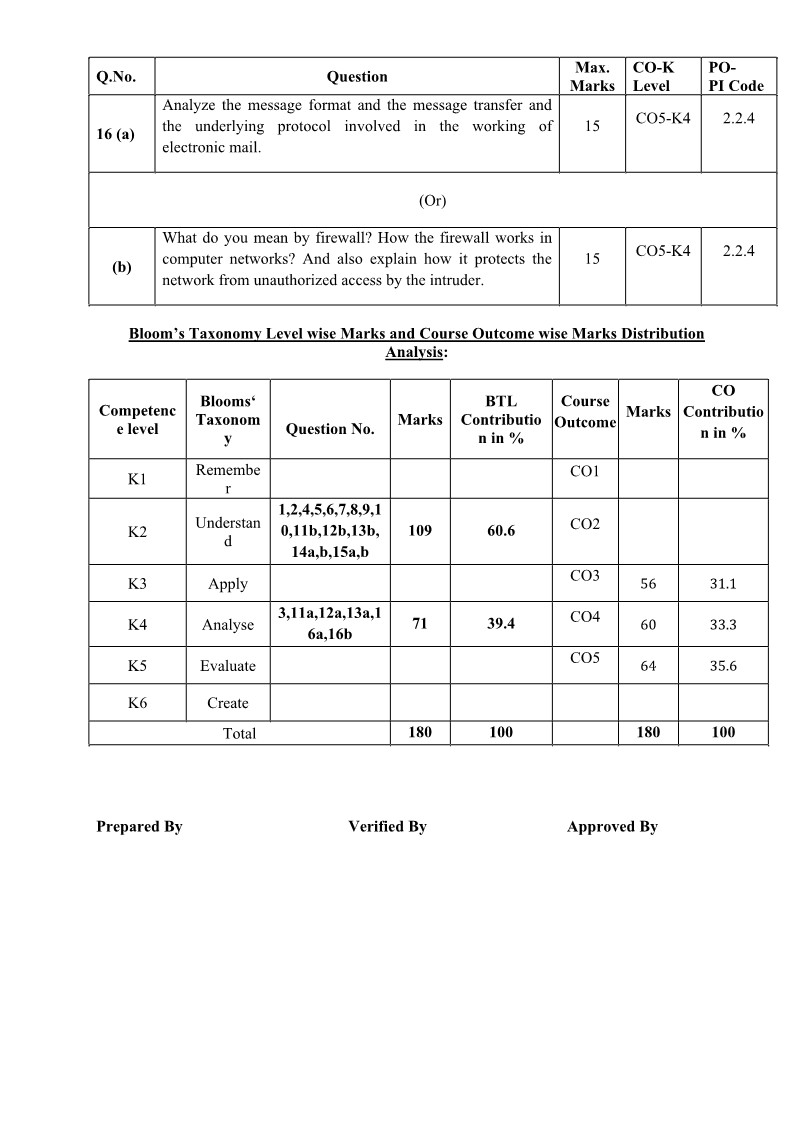 Q.No. Question Max. Marks CO-K Level PO-PI Code
16 (a) Analyze the message format and the message transfer and
the underlying protocol involved in the working of
electronic mail. 15 CO5-K4 2.2.4
(Or)
(b) What do you mean by firewall? How the firewall works in
computer networks? And also explain how it protects the
network from unauthorized access by the intruder. 15 CO5-K4 2.2.4
Bloom’s Taxonomy Level wise Marks and Course Outcome wise Marks Distribution
Analysis:
Competence level Blooms‘ Taxonomy Question No. Marks BTL Contribution in % Course Outcome Marks CO Contribution in %
K1 Remember CO1
K2 Understand 1,2,4,5,6,7,8,9,10,11b,12b,13b,14a,b,15a,b 109 60.6 CO2
K3 Apply CO3 56 31.1
K4 Analyse 3,11a,12a,13a,16a,16b 71 39.4 CO4 60 33.3
K5 Evaluate CO5 64 35.6
K6 Create
Total 180 100 180 100
Prepared By Verified By Approved By